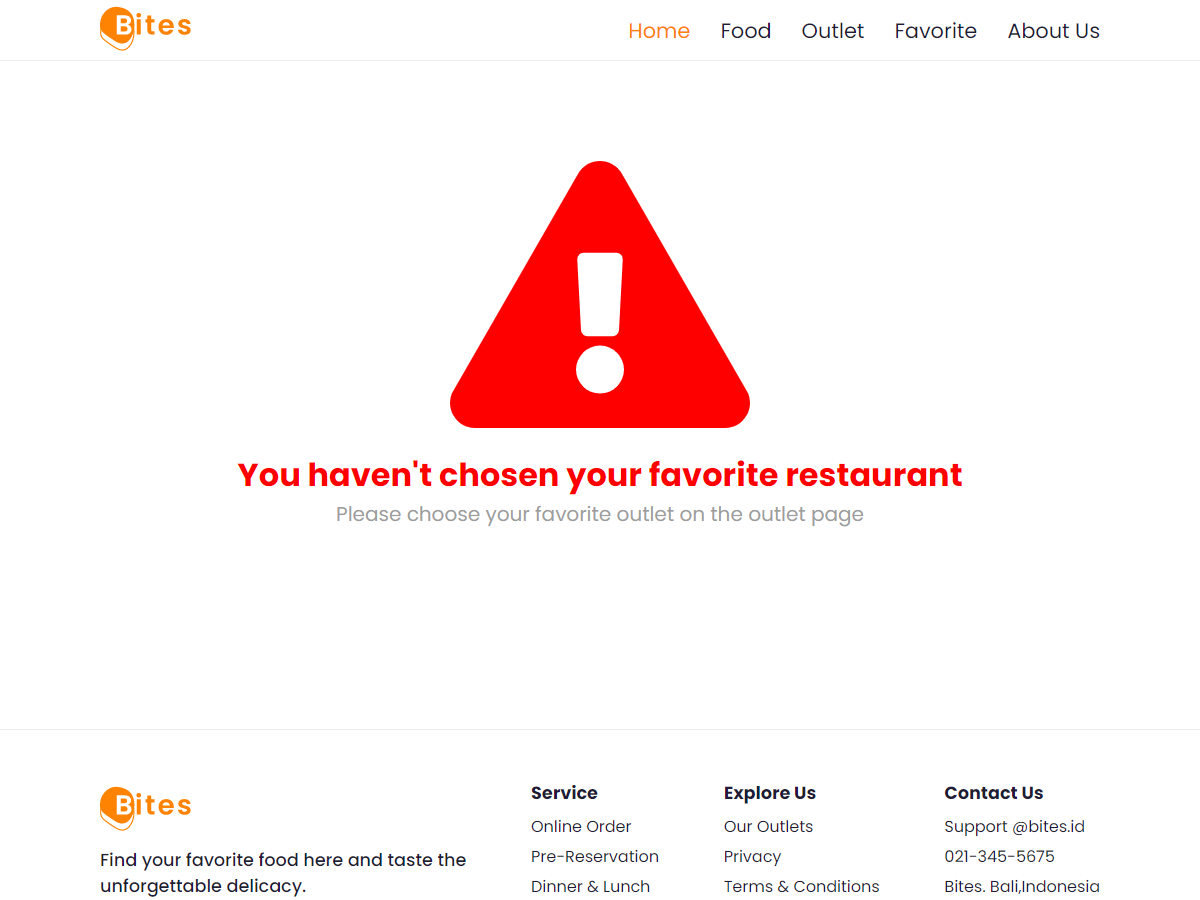 Bites
Home Food Outlet Favorite About Us
You haven't chosen your favorite restaurant
Please choose your favorite outlet on the outlet page
Bites
Find your favorite food here and taste the
unforgettable delicacy.
Service
Online Order
Pre-Reservation
Dinner & Lunch
Explore Us
Our Outlets
Privacy
Terms & Conditions
Contact Us
Support @bites.id
021-345-5675
Bites. Bali,Indonesia